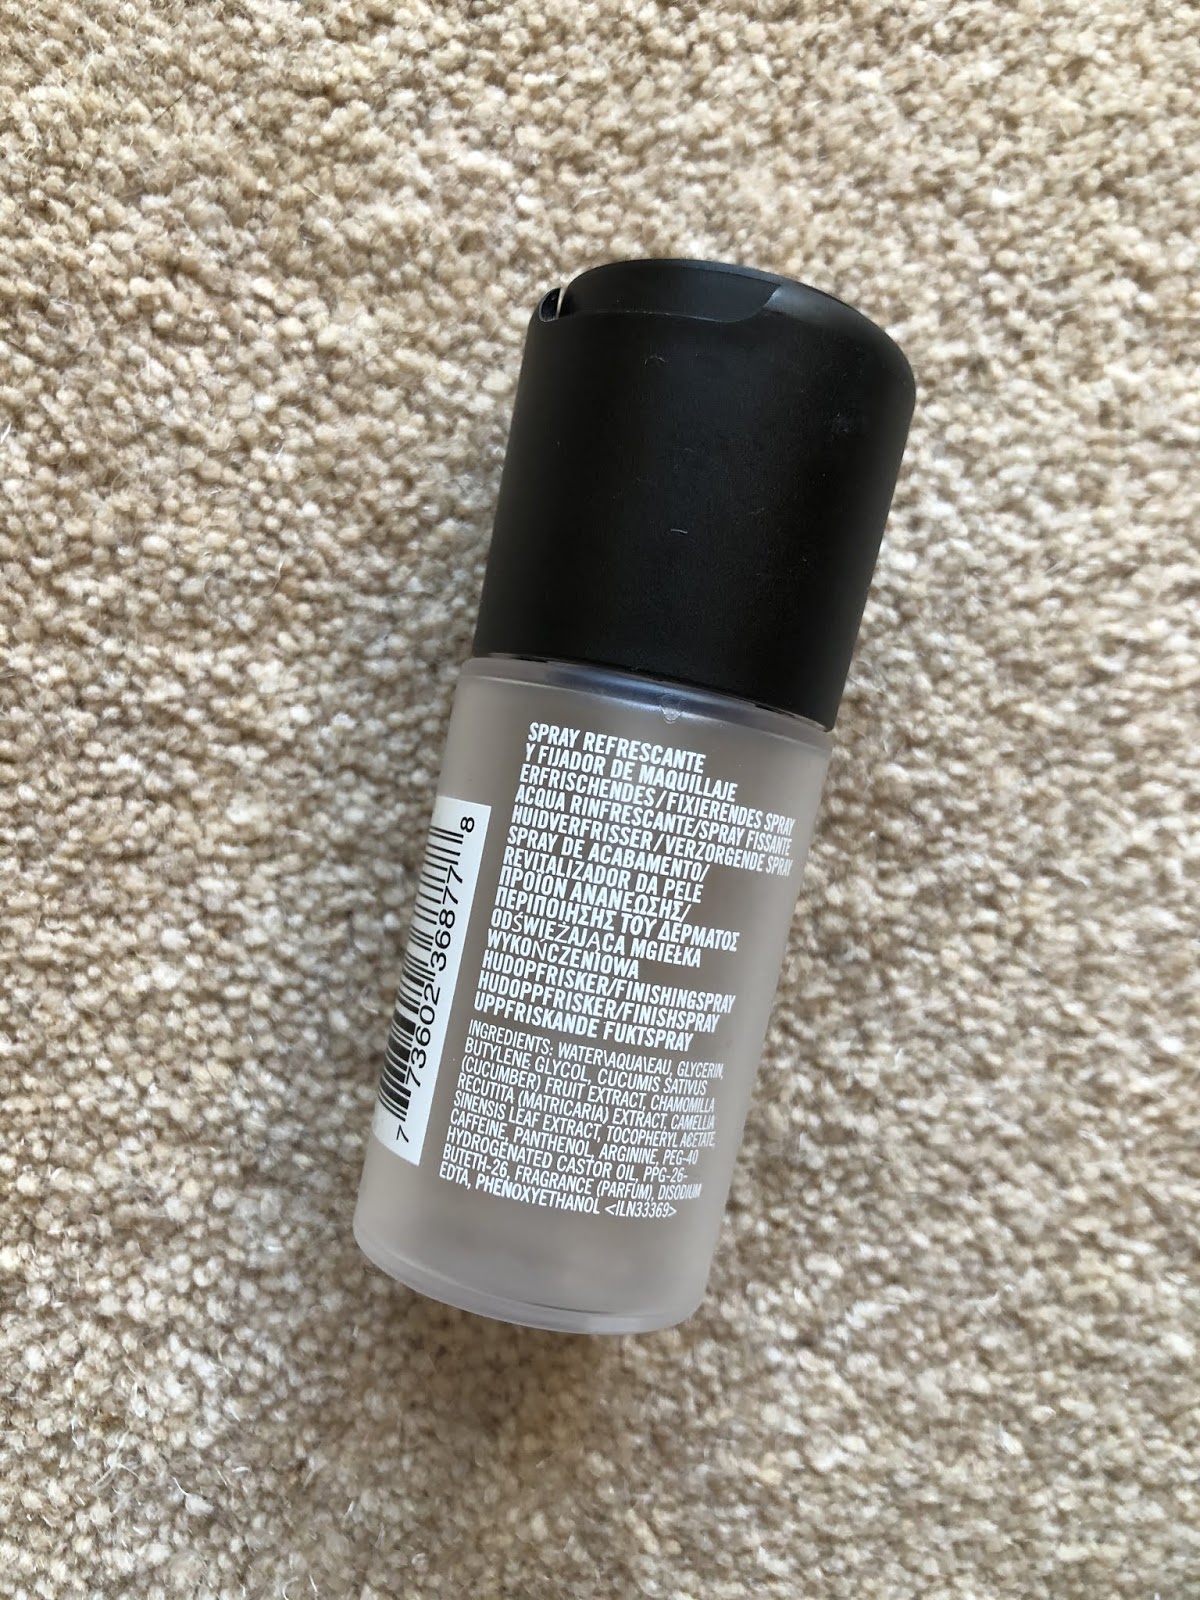 SPRAY REFRESCANTE
Y FIJADOR DE MAQUILLAJE
ERFRISCHENDES/FIXIERENDES SPRAY
ACQUA RINFRESCANTE/SPRAY FISSANTE
HUIDVERFRISSER/VERZORGENDE SPRAY
SPRAY DE ACABAMENTO/
REVITALIZADOR DA PELE
ΠΡΟΪΟΝ ΑΝΑΝΕΩΣΗΣ/
ΠΕΡΙΠΟΙΗΣΗΣ ΤΟΥ ΔΕΡΜΑΤΟΣ
ODŚWIEŻAJĄCA MGIEŁKA
WYKOŃCZENIOWA
HUDOPFRISKER/FINISHINGSPRAY
HUDOPPFRISKER/FINISHSPRAY
UPPFRISKANDE FUKTSPRAY
INGREDIENTS: WATER\AQUA\EAU, GLYCERIN,
BUTYLENE GLYCOL, CUCUMIS SATIVUS
(CUCUMBER) FRUIT EXTRACT, CHAMOMILLA
RECUTITA (MATRICARIA) EXTRACT, CAMELLIA
SINENSIS LEAF EXTRACT, TOCOPHERYL ACETATE,
CAFFEINE, PANTHENOL, ARGININE, PEG-40
HYDROGENATED CASTOR OIL, PPG-26-
BUTETH-26, FRAGRANCE (PARFUM), DISODIUM
EDTA, PHENOXYETHANOL <ILN33369>
7 73602 36877 8